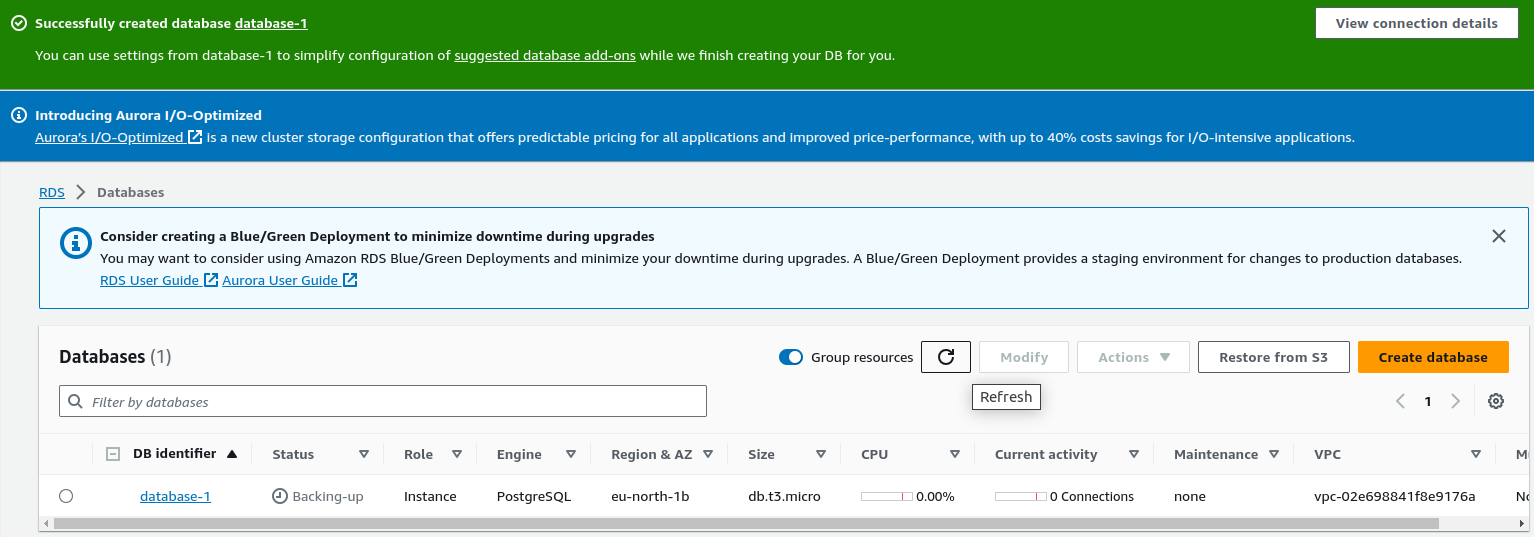 Successfully created database database-1
View connection details
You can use settings from database-1 to simplify configuration of suggested database add-ons while we finish creating your DB for you.
Introducing Aurora I/O-Optimized
Aurora's I/O-Optimized is a new cluster storage configuration that offers predictable pricing for all applications and improved price-performance, with up to 40% costs savings for I/O-intensive applications.
RDS Databases
Consider creating a Blue/Green Deployment to minimize downtime during upgrades
You may want to consider using Amazon RDS Blue/Green Deployments and minimize your downtime during upgrades. A Blue/Green Deployment provides a staging environment for changes to production databases.
RDS User Guide Aurora User Guide
Databases (1) Group resources Modify Actions Restore from S3 Create database
Filter by databases 1
Refresh
DB identifier Status Role Engine Region & AZ Size CPU Current activity Maintenance VPC
database-1 Backing-up Instance PostgreSQL eu-north-1b db.t3.micro 0.00% 0 Connections none vpc-02e698841f8e9176a